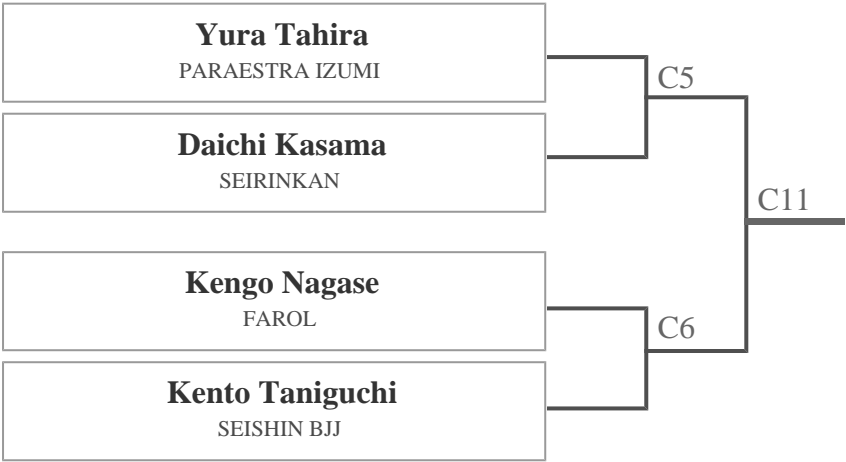 Yura Tahira
PARAESTRA IZUMI
C5
Daichi Kasama
SEIRINKAN
C11
Kengo Nagase
FAROL
C6
Kento Taniguchi
SEISHIN BJJ